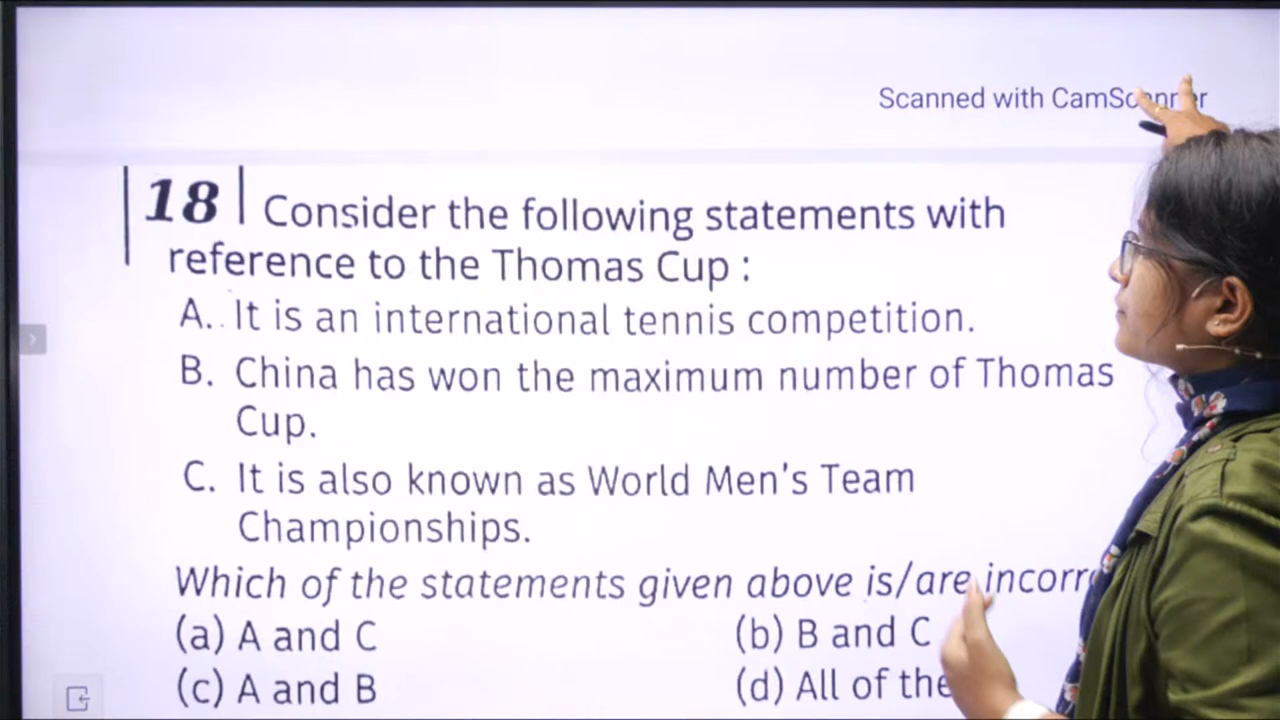 Scanned with CamScanner
18 Consider the following statements with
reference to the Thomas Cup :
A. It is an international tennis competition.
B. China has won the maximum number of Thomas
Cup.
C. It is also known as World Men's Team
Championships.
Which of the statements given above is/are
(a) A and C (b) B and C
(c) A and B (d) All of